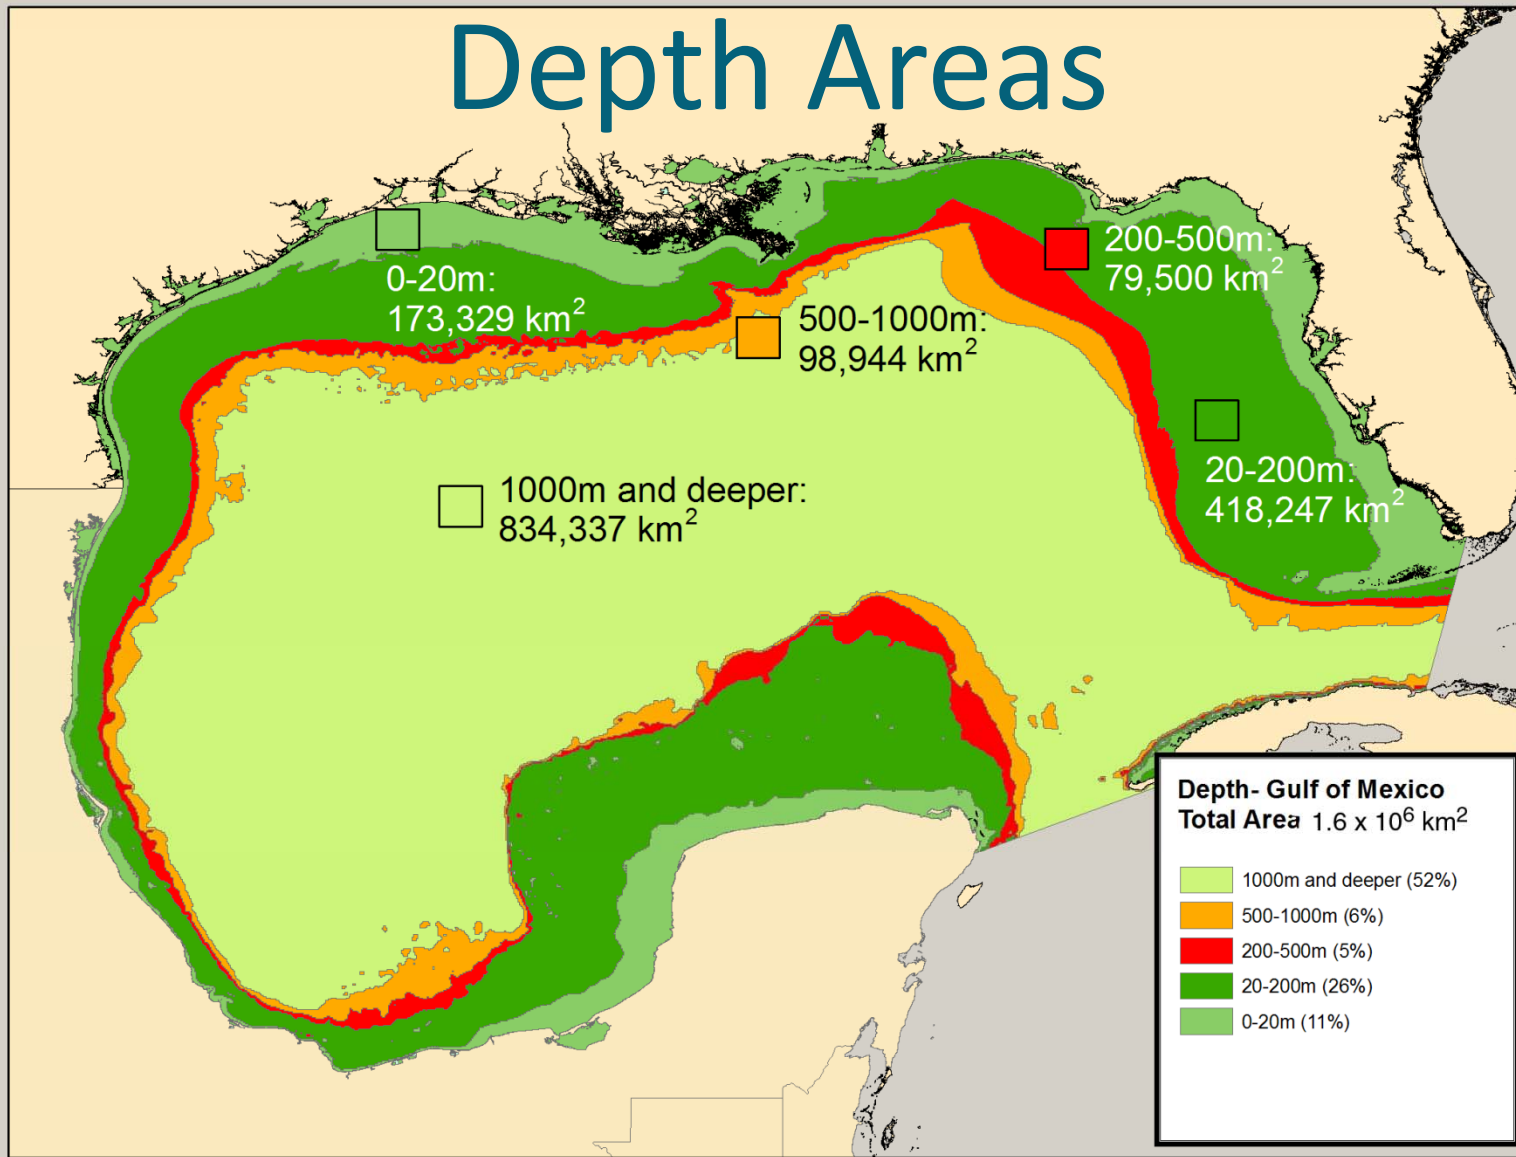 Depth Areas
0-20m:
173,329 km²
200-500m:
79,500 km²
500-1000m:
98,944 km²
20-200m:
418,247 km²
1000m and deeper:
834,337 km²
Depth- Gulf of Mexico
Total Area 1.6 x 10⁶ km²
1000m and deeper (52%)
500-1000m (6%)
200-500m (5%)
20-200m (26%)
0-20m (11%)